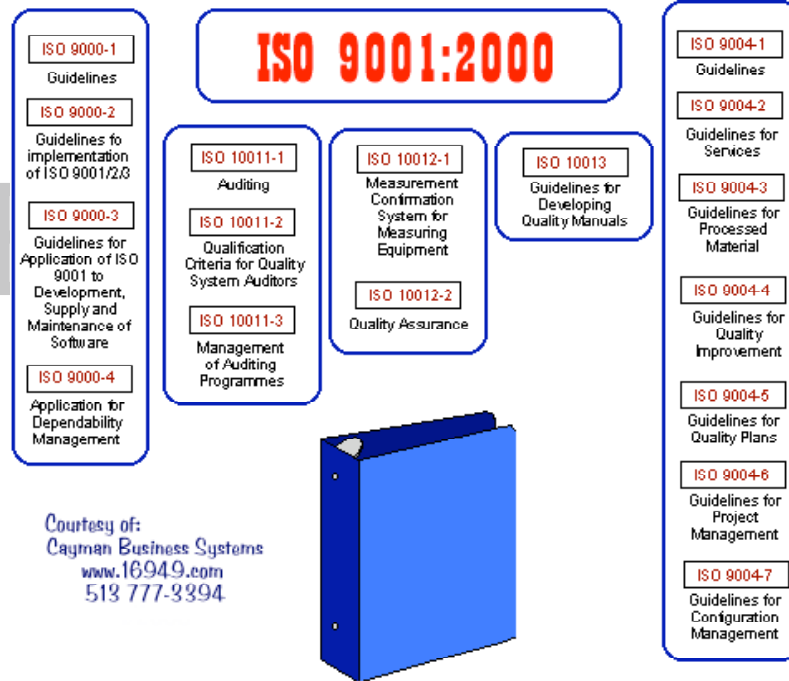 ISO 9000-1
Guidelines
ISO 9000-2
Guidelines fo
implementation
of ISO 9001/2/3
ISO 9000-3
Guidelines for
Application of ISO
9001 to
Development,
Supply and
Maintenance of
Software
ISO 9000-4
Application for
Dependability
Management
ISO 9001:2000
ISO 10011-1
Auditing
ISO 10011-2
Qualification
Criteria for Quality
System Auditors
ISO 10011-3
Management
of Auditing
Programmes
ISO 10012-1
Measurement
Confirmation
System for
Measuring
Equipment
ISO 10012-2
Quality Assurance
ISO 10013
Guidelines for
Developing
Quality Manuals
ISO 9004-1
Guidelines
ISO 9004-2
Guidelines for
Services
ISO 9004-3
Guidelines for
Processed
Material
ISO 9004-4
Guidelines for
Quality
Improvement
ISO 9004-5
Guidelines for
Quality Plans
ISO 9004-6
Guidelines for
Project
Management
ISO 9004-7
Guidelines for
Configuration
Management
Courtesy of:
Cayman Business Systems
www.16949.com
513 777-3394